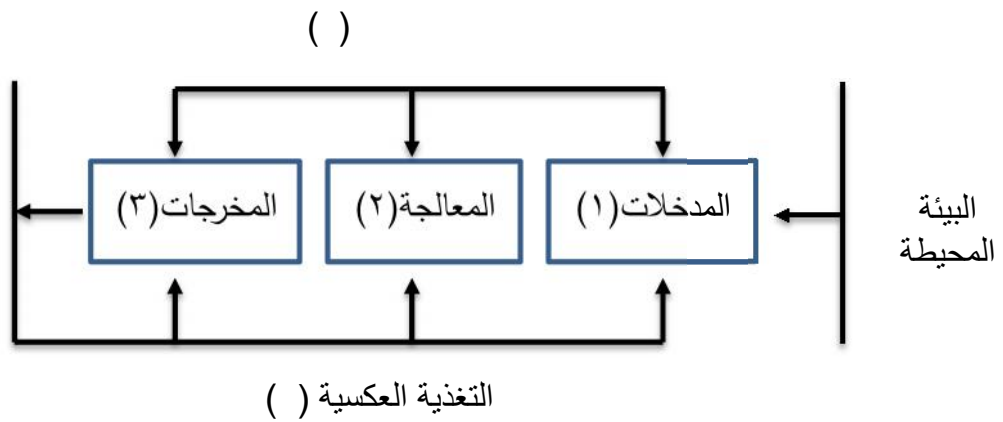 ( )
المدخلات(١)
المعالجة(٢)
المخرجات(٣)
البيئة
المحيطة
التغذية العكسية ( )